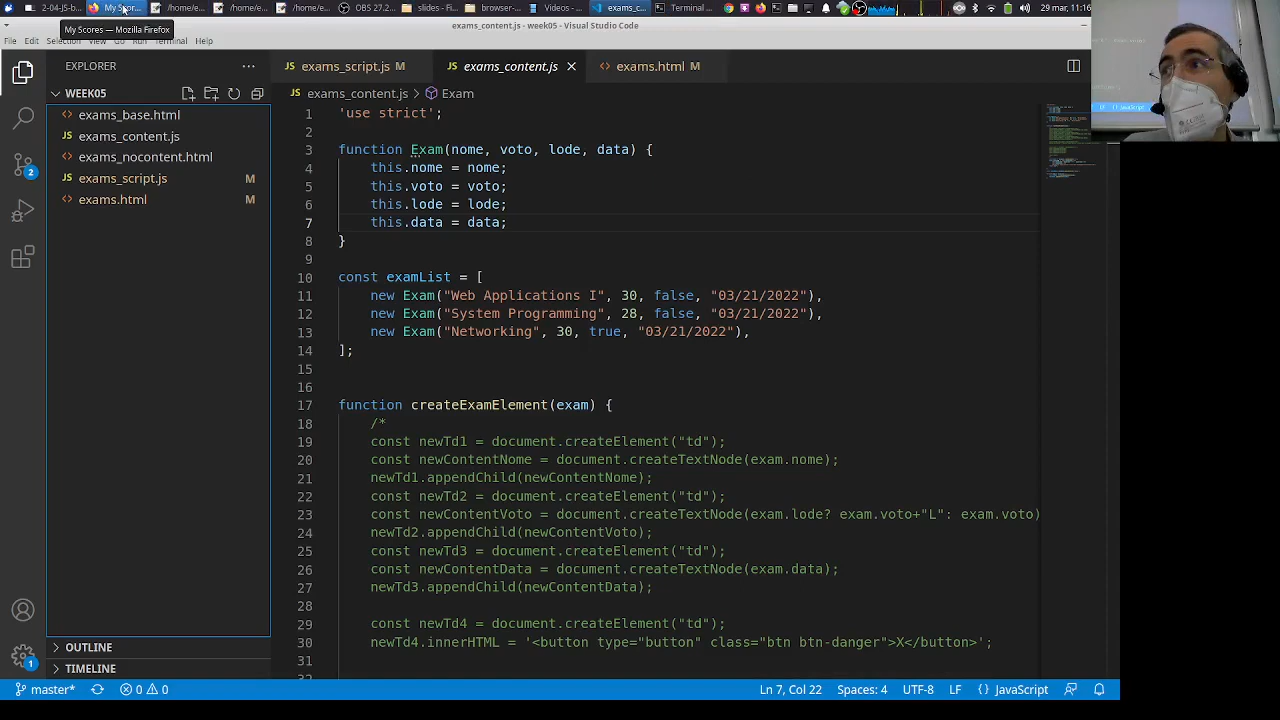 2-04-JS-b...
My Scor...
/home/e...
/home/e...
/home/e...
OBS 27.2...
slides - Fi...
browser-...
Videos - ...
exams_c...
Terminal ...
29 mar, 11:16
My Scores — Mozilla Firefox
exams_content.js - week05 - Visual Studio Code
File Edit Selection Run Terminal Help
EXPLORER
exams_script.js M
exams_content.js
exams.html M
WEEK05
exams_content.js > Exam
exams_base.html
exams_content.js
exams_nocontent.html
exams_script.js M
exams.html M
1 'use strict';
2
3 function Exam(nome, voto, lode, data) {
4 this.nome = nome;
5 this.voto = voto;
6 this.lode = lode;
7 this.data = data;
8 }
9
10 const examList = [
11 new Exam("Web Applications I", 30, false, "03/21/2022"),
12 new Exam("System Programming", 28, false, "03/21/2022"),
13 new Exam("Networking", 30, true, "03/21/2022"),
14 ];
15
16
17 function createExamElement(exam) {
18 /*
19 const newTd1 = document.createElement("td");
20 const newContentNome = document.createTextNode(exam.nome);
21 newTd1.appendChild(newContentNome);
22 const newTd2 = document.createElement("td");
23 const newContentVoto = document.createTextNode(exam.lode? exam.voto+"L": exam.voto)
24 newTd2.appendChild(newContentVoto);
25 const newTd3 = document.createElement("td");
26 const newContentData = document.createTextNode(exam.data);
27 newTd3.appendChild(newContentData);
28
29 const newTd4 = document.createElement("td");
30 newTd4.innerHTML = '<button type="button" class="btn btn-danger">X</button>';
31
2
1
OUTLINE
TIMELINE
master* 0 0
Ln 7, Col 22 Spaces: 4 UTF-8 LF {} JavaScript